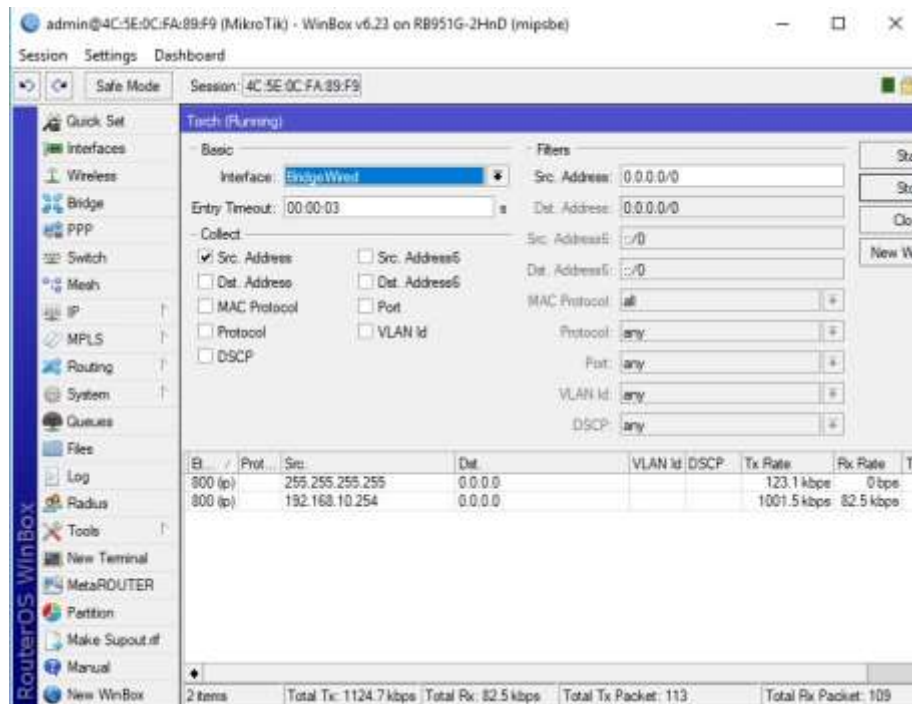 admin@4C:5E:0C:FA:89:F9 (MikroTik) - WinBox v6.23 on RB951G-2HnD (mipsbe)
Session Settings Dashboard
Safe Mode Session: 4C:5E:0C:FA:89:F9
Quick Set
Interfaces
Wireless
Bridge
PPP
Switch
Mesh
IP
MPLS
Routing
System
Queues
Files
Log
Radius
Tools
New Terminal
MetaROUTER
Partition
Make Supout.rif
Manual
New WinBox
RouterOS WinBox
Torch (Running)
Basic
Interface: BridgeWired
Entry Timeout: 00:00:03 s
Collect
Src. Address Src. Address6
Dst. Address Dst. Address6
MAC Protocol Port
Protocol VLAN Id
DSCP
Filters
Src. Address: 0.0.0.0/0
Dst. Address: 0.0.0.0/0
Src. Address6: ::/0
Dst. Address6: ::/0
MAC Protocol: all
Protocol: any
Port: any
VLAN Id: any
DSCP: any
Sta
Sto
Clo
New W
Et... / Prot... Src. Dst. VLAN Id DSCP Tx Rate Rx Rate T
800 (ip) 255.255.255.255 0.0.0.0 123.1 kbps 0 bps
800 (ip) 192.168.10.254 0.0.0.0 1001.5 kbps 82.5 kbps
2 items Total Tx: 1124.7 kbps Total Rx: 82.5 kbps Total Tx Packet: 113 Total Rx Packet: 109